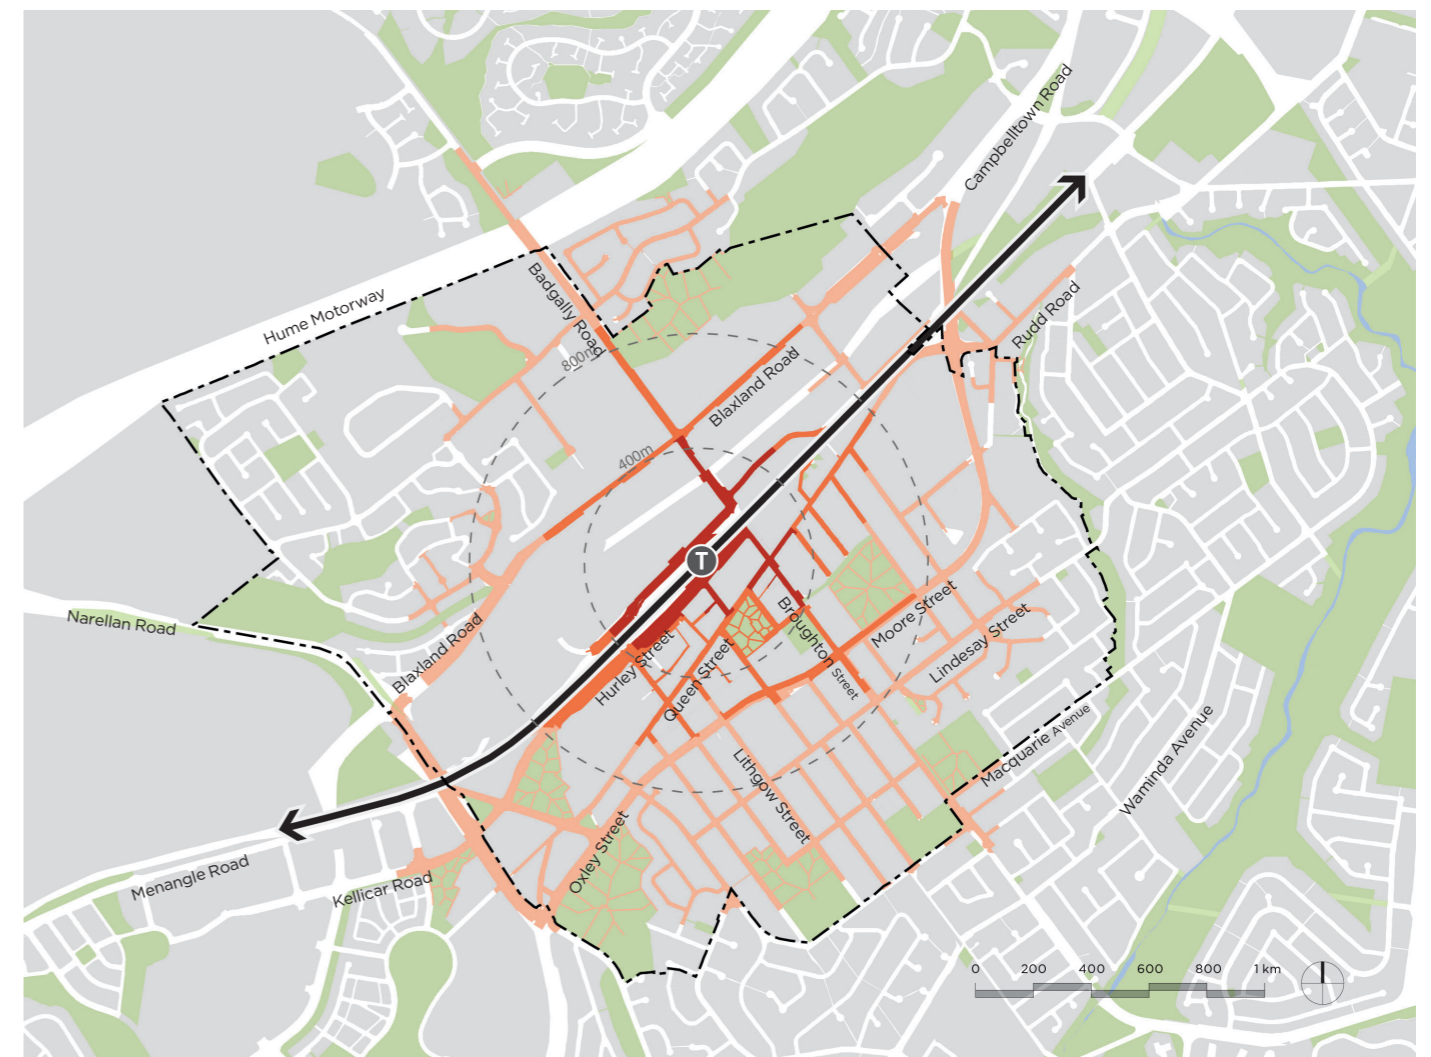 Campbelltown Road
Hume Motorway
Badgally Road
Rudd Road
800m
Blaxland Road
400m
T
Narellan Road
Blaxland Road
Hurley Street
Queen Street
Broughton Street
Moore Street
Lindesay Street
Macquarie Avenue
Waminda Avenue
Lithgow Street
Oxley Street
Menangle Road
Kellicar Road
0 200 400 600 800 1 km